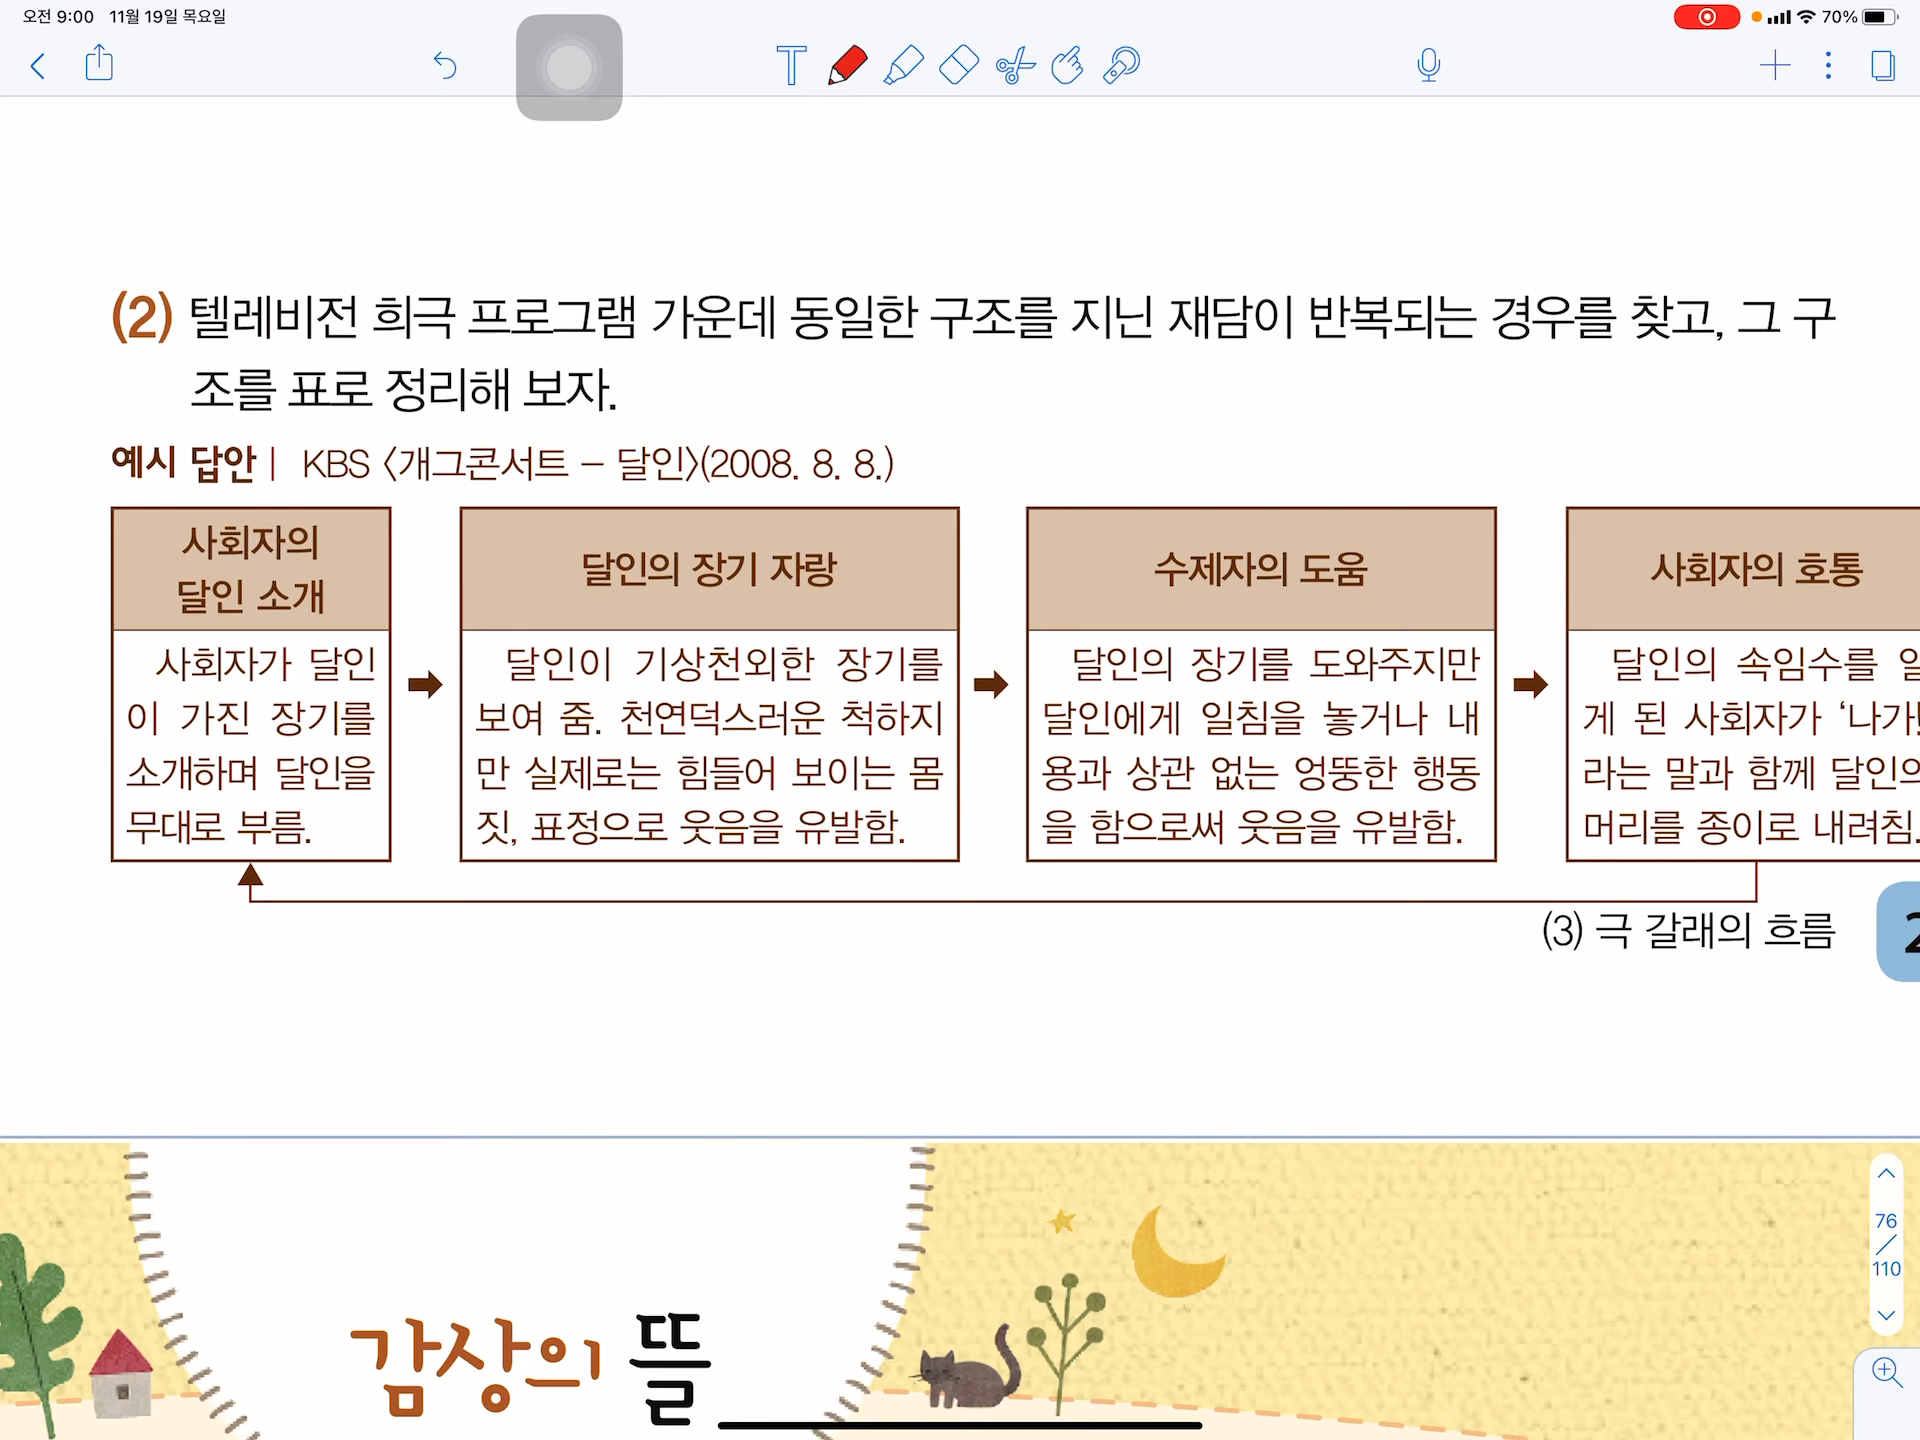 오전 9:00 11월 19일 목요일
70%
(2) 텔레비전 희극 프로그램 가운데 동일한 구조를 지닌 재담이 반복되는 경우를 찾고, 그 구
조를 표로 정리해 보자.
예시 답안 | KBS 〈개그콘서트 – 달인〉(2008. 8. 8.)
사회자의
달인 소개
사회자가 달인
이 가진 장기를
소개하며 달인을
무대로 부름.
달인의 장기 자랑
달인이 기상천외한 장기를
보여 줌. 천연덕스러운 척하지
만 실제로는 힘들어 보이는 몸
짓, 표정으로 웃음을 유발함.
수제자의 도움
달인의 장기를 도와주지만
달인에게 일침을 놓거나 내
용과 상관 없는 엉뚱한 행동
을 함으로써 웃음을 유발함.
사회자의 호통
달인의 속임수를
게 된 사회자가 ‘나가
라는 말과 함께 달인의
머리를 종이로 내려침.
(3) 극 갈래의 흐름
2
감상의 뜰
76
/
110